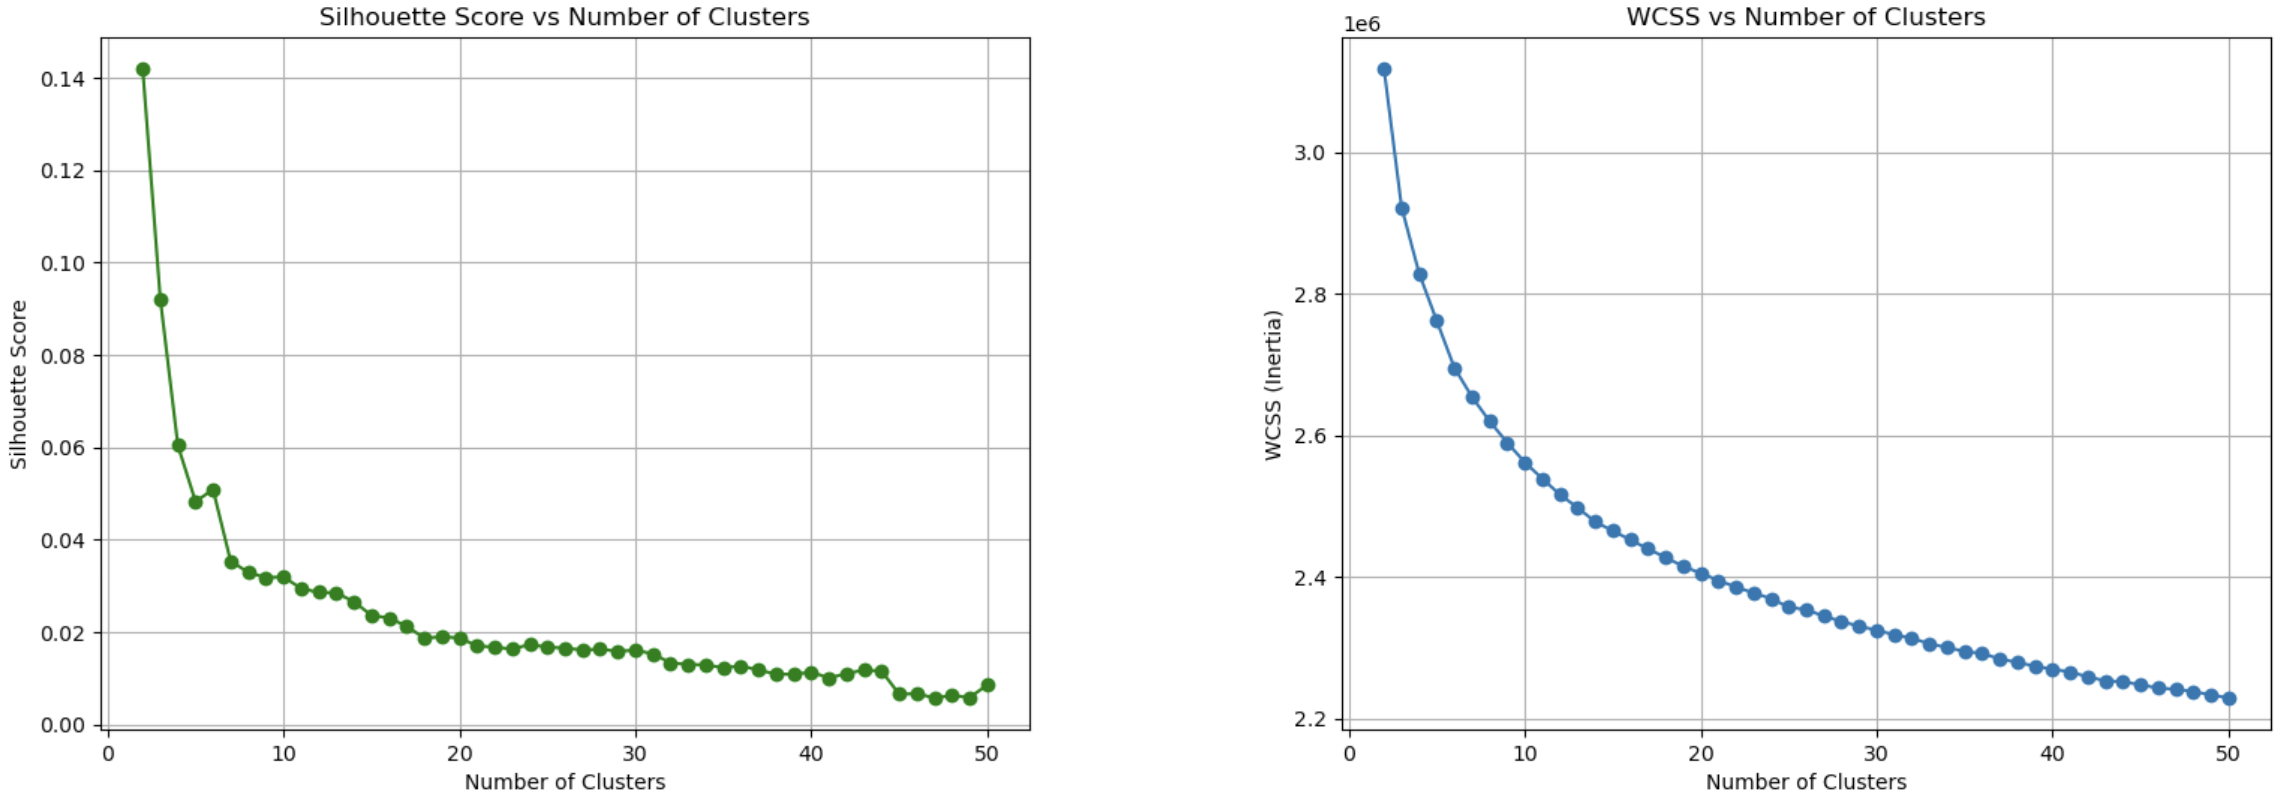 Silhouette Score vs Number of Clusters
0.14
0.12
0.10
0.08
0.06
0.04
0.02
0.00
Silhouette Score
0 10 20 30 40 50
Number of Clusters
WCSS vs Number of Clusters
1e6
3.0
2.8
2.6
2.4
2.2
WCSS (Inertia)
0 10 20 30 40 50
Number of Clusters